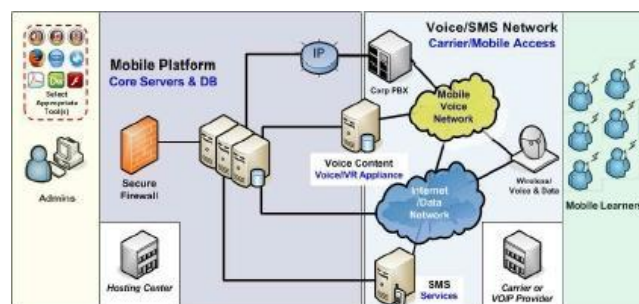 Select
Appropriate
Tool(s)
Admins
Mobile Platform
Core Servers & DB
Secure
Firewall
Hosting Center
IP
Voice Content
Voice/IVR Appliance
Voice/SMS Network
Carrier/Mobile Access
Corp PBX
Mobile
Voice
Network
Internet
/Data
Network
Wireless/
Voice & Data
SMS
Services
Carrier or
VOIP Provider
Mobile Learners